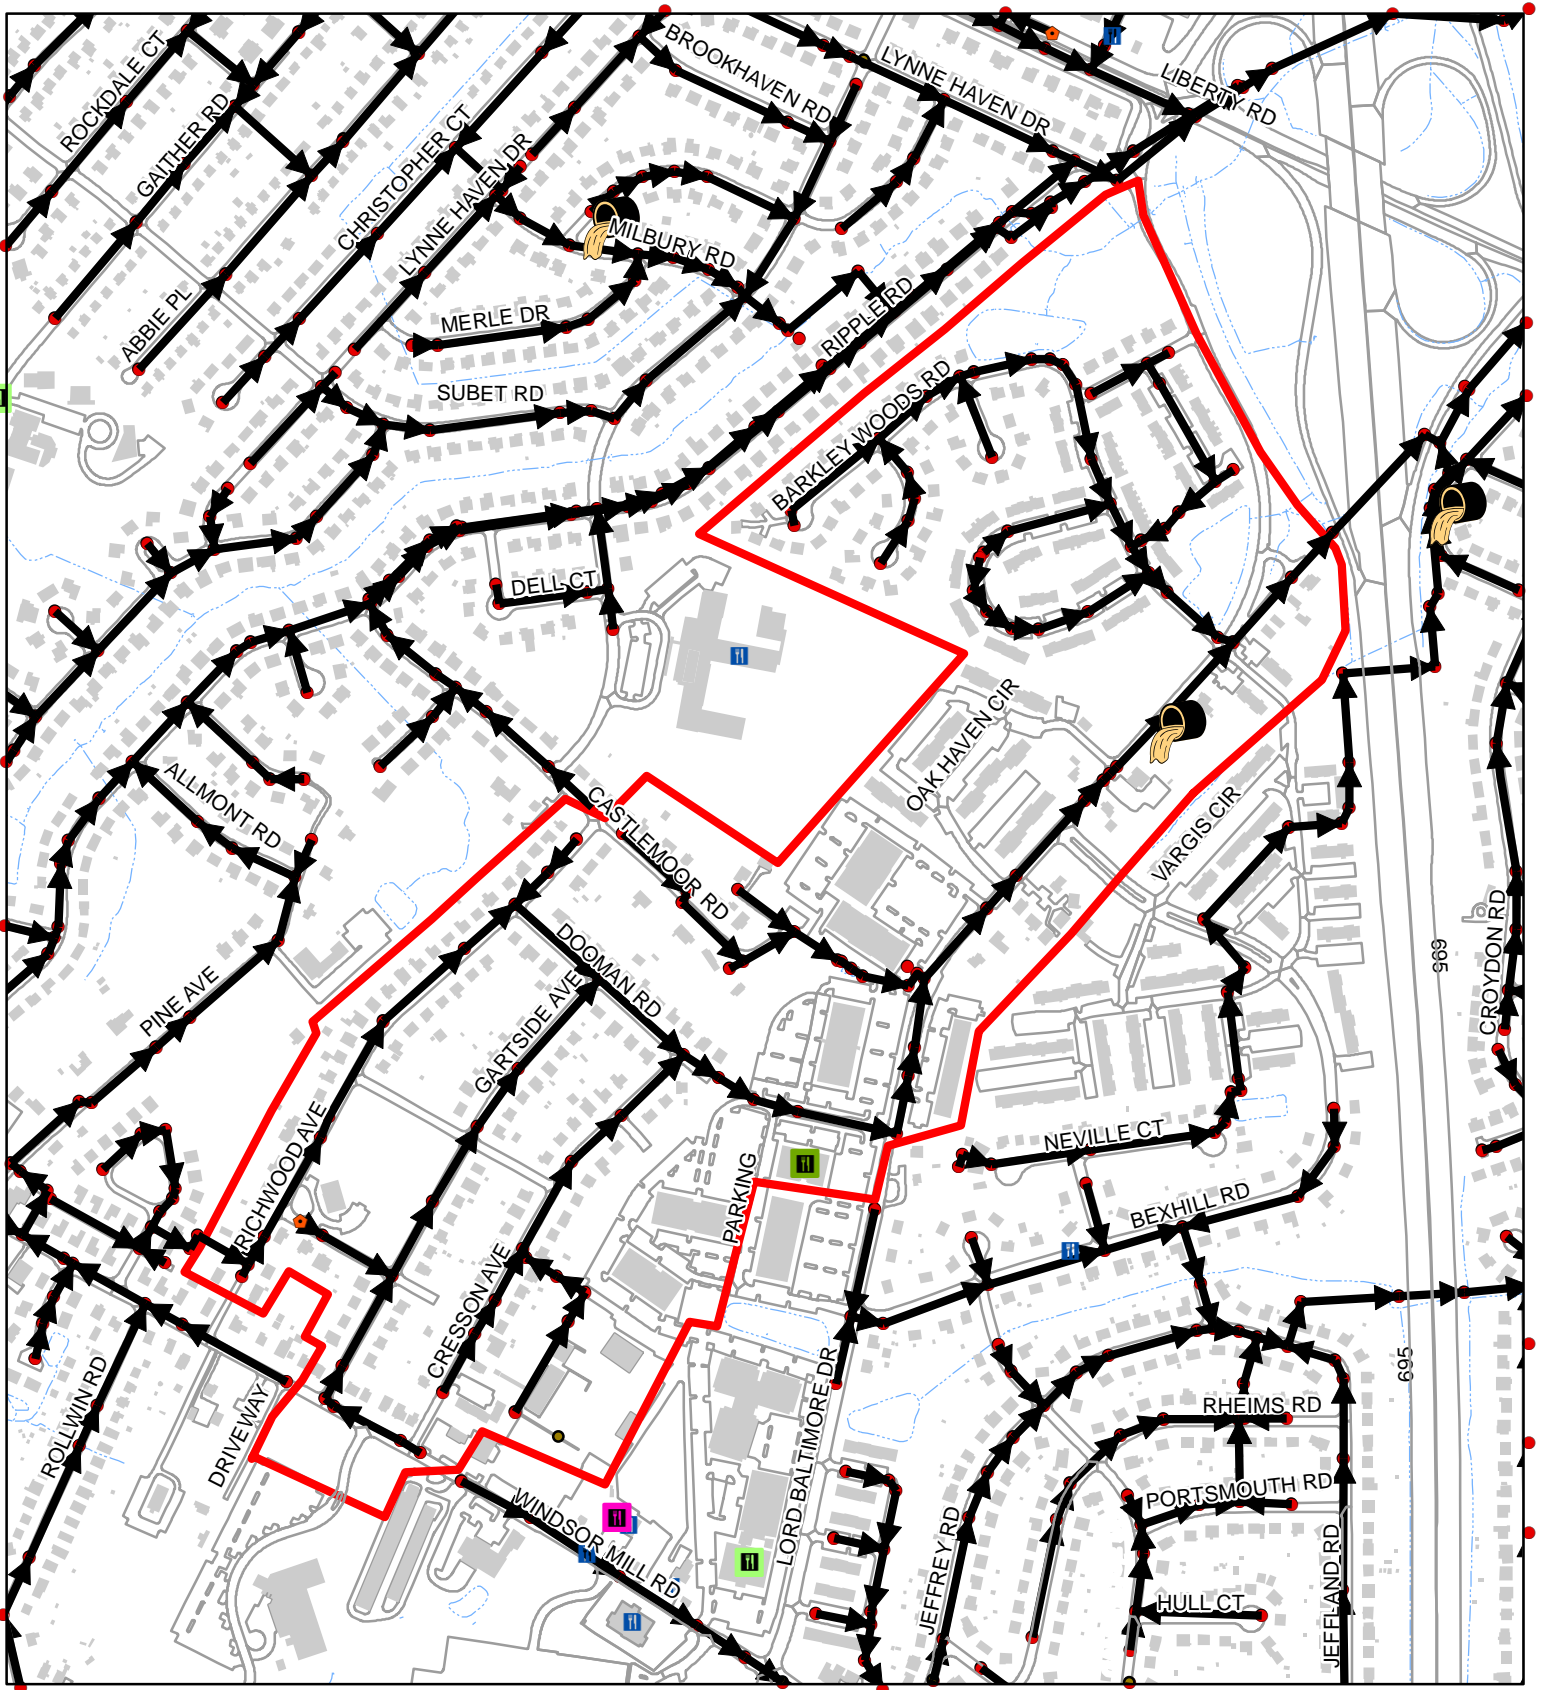 ROCKDALE CT
GAITHER RD
ABBIE PL
CHRISTOPHER CT
LYNNE HAVEN DR
BROOKHAVEN RD
LYNNE HAVEN DR
LIBERTY RD
MILBURY RD
MERLE DR
SUBET RD
RIPPLE RD
BARKLEY WOODS RD
DELL CT
OAK HAVEN CIR
ALLMONT RD
CASTLEMOOR RD
VARGIS CIR
DOOMAN RD
CROYDON RD
695
PINE AVE
GARTSIDE AVE
RICHWOOD AVE
NEVILLE CT
PARKING
BEXHILL RD
CRESSON AVE
ROLLWIN RD
DRIVEWAY
LORD BALTIMORE DR
695
RHEIMS RD
PORTSMOUTH RD
WINDSOR MILL RD
JEFFREY RD
HULL CT
JEFFLAND RD